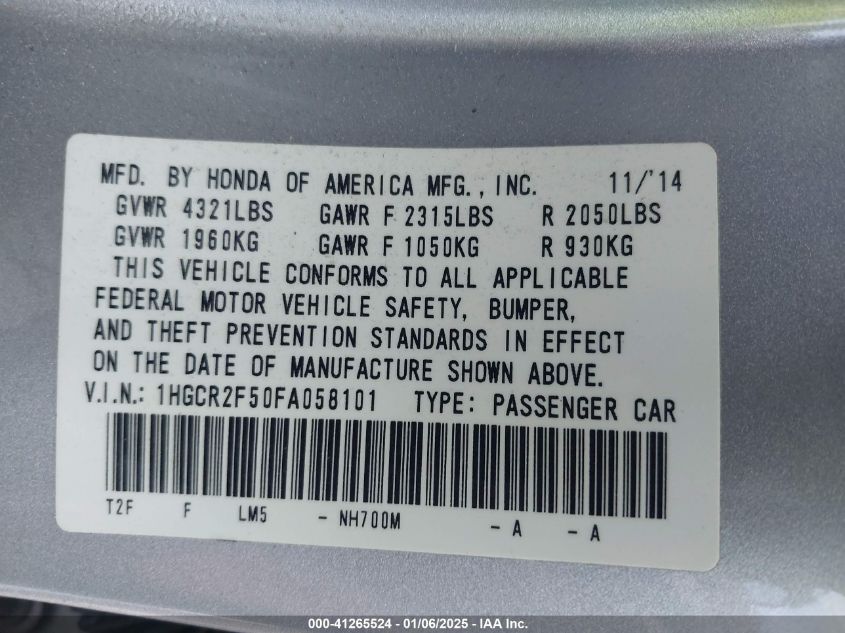 MFD. BY HONDA OF AMERICA MFG., INC. 11/'14
GVWR 4321LBS GAWR F 2315LBS R 2050LBS
GVWR 1960KG GAWR F 1050KG R 930KG
THIS VEHICLE CONFORMS TO ALL APPLICABLE
FEDERAL MOTOR VEHICLE SAFETY, BUMPER,
AND THEFT PREVENTION STANDARDS IN EFFECT
ON THE DATE OF MANUFACTURE SHOWN ABOVE.
V.I.N.: 1HGCR2F50FA058101 TYPE: PASSENGER CAR
T2F F LM5 - NH700M - A - A
000-41265524 - 01/06/2025 - IAA Inc.